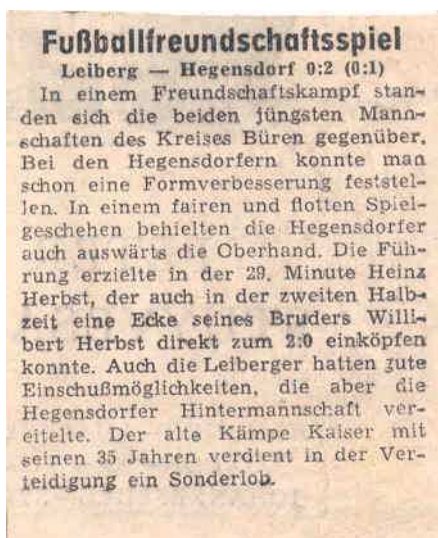 Fußballfreundschaftsspiel
Leiberg — Hegensdorf 0:2 (0:1)
In einem Freundschaftskampf stan-
den sich die beiden jüngsten Mann-
schaften des Kreises Büren gegenüber.
Bei den Hegensdorfern konnte man
schon eine Formverbesserung feststel-
len. In einem fairen und flotten Spiel-
geschehen behielten die Hegensdorfer
auch auswärts die Oberhand. Die Füh-
rung erzielte in der 29. Minute Heinz
Herbst, der auch in der zweiten Halb-
zeit eine Ecke seines Bruders Willi-
bert Herbst direkt zum 2:0 einköpfen
konnte. Auch die Leiberger hatten gute
Einschußmöglichkeiten, die aber die
Hegensdorfer Hintermannschaft ver-
eitelte. Der alte Kämpe Kaiser mit
seinen 35 Jahren verdient in der Ver-
teidigung ein Sonderlob.